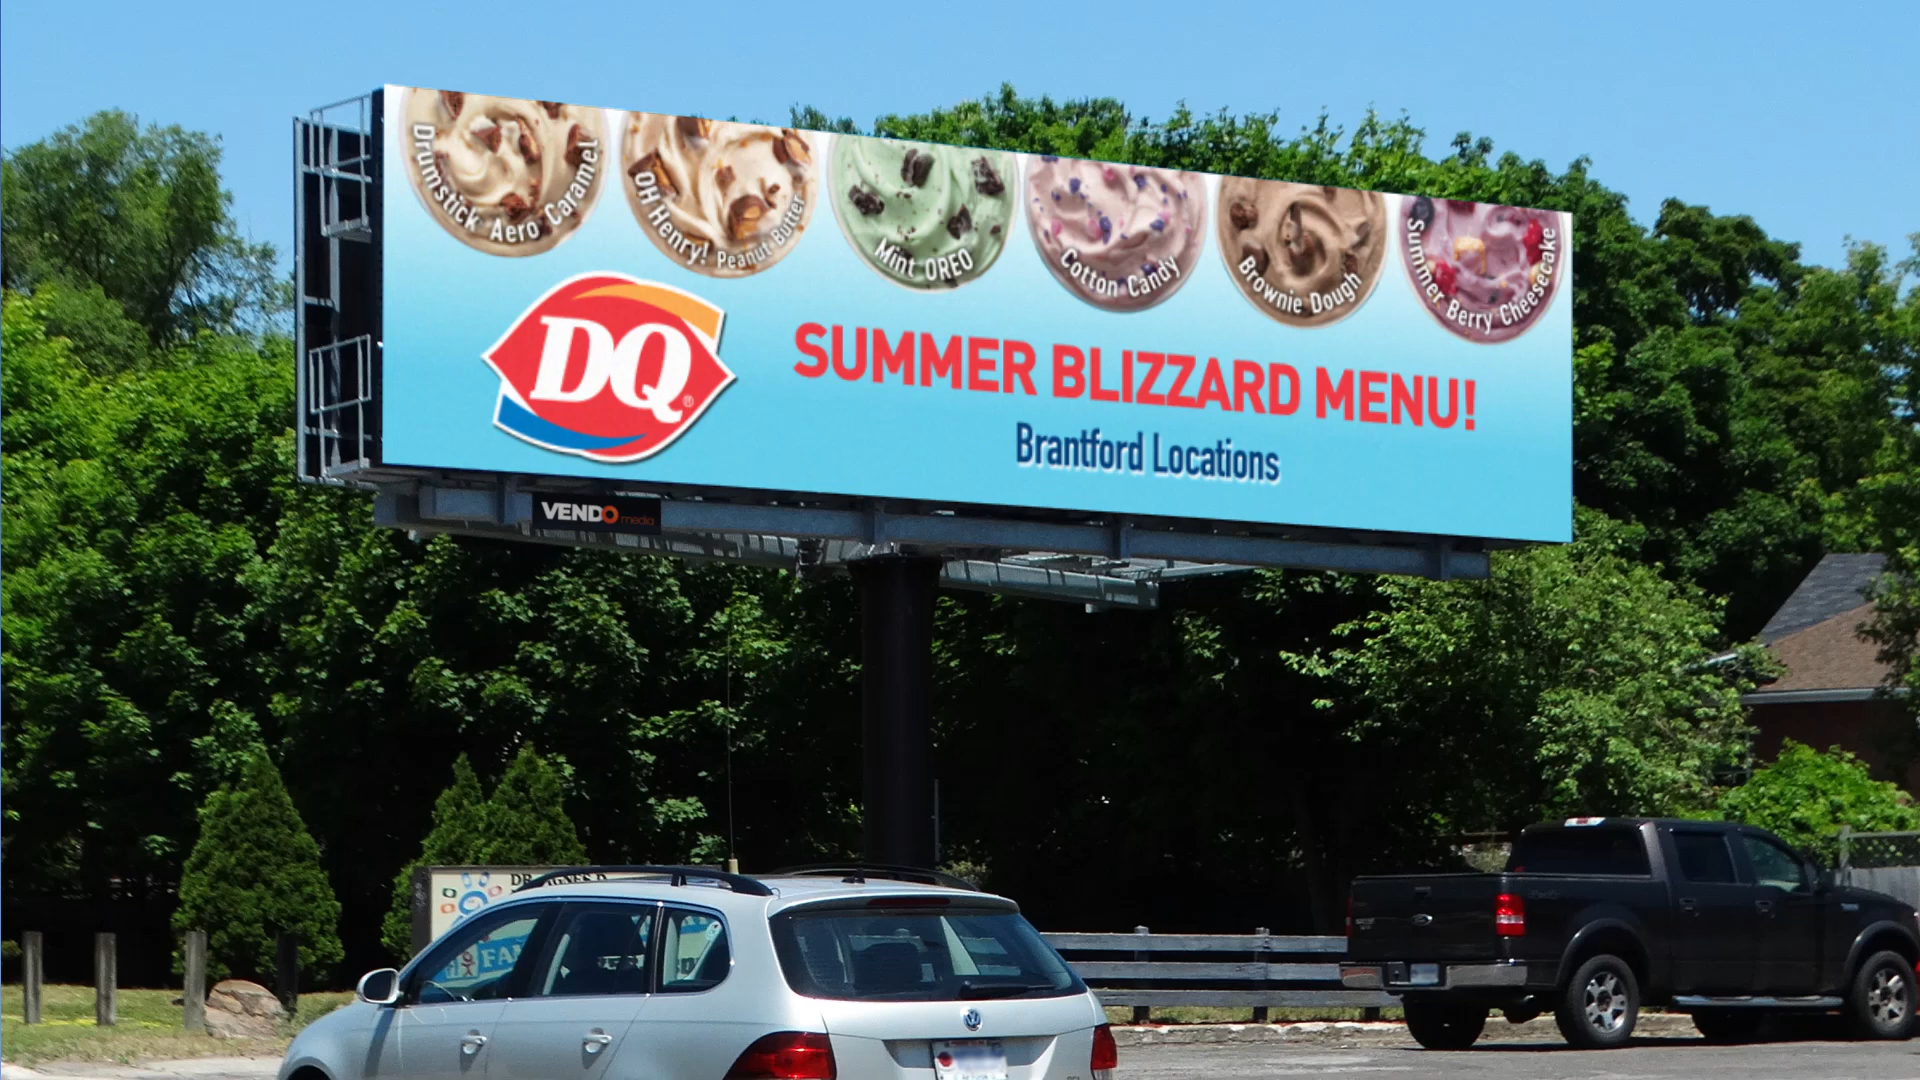 Drumstick Aero Caramel
OH Henry! Peanut Butter
Mint OREO
Cotton Candy
Brownie Dough
Summer Berry Cheesecake
DQ®
SUMMER BLIZZARD MENU!
Brantford Locations
VENDO media